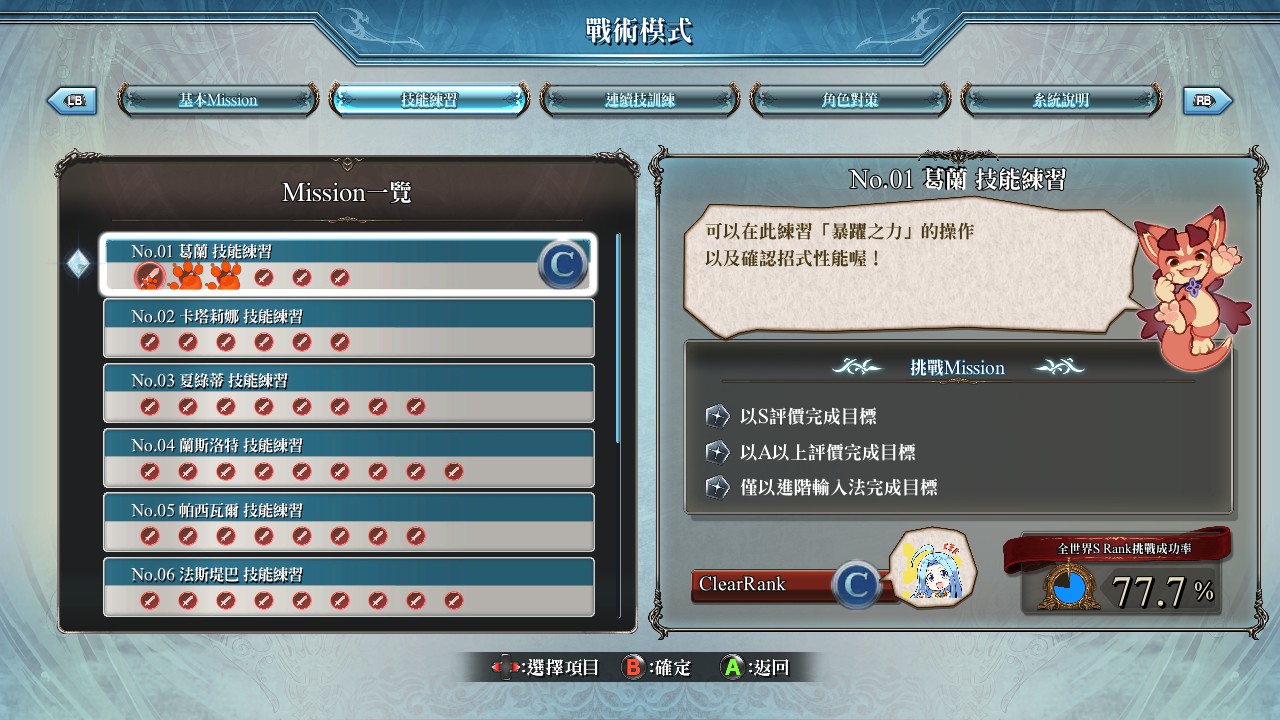 戰術模式
LB
基本Mission
技能練習
連續技訓練
角色對策
系統說明
RB
Mission一覽
No.01 葛蘭 技能練習
C
No.02 卡塔莉娜 技能練習
No.03 夏綠蒂 技能練習
No.04 蘭斯洛特 技能練習
No.05 帕西瓦爾 技能練習
No.06 法斯堤巴 技能練習
No.01 葛蘭 技能練習
可以在此練習「暴躍之力」的操作
以及確認招式性能喔！
挑戰Mission
以S評價完成目標
以A以上評價完成目標
僅以進階輸入法完成目標
ClearRank
C
全世界S Rank挑戰成功率
77.7 %
:選擇項目
B:確定
A:返回